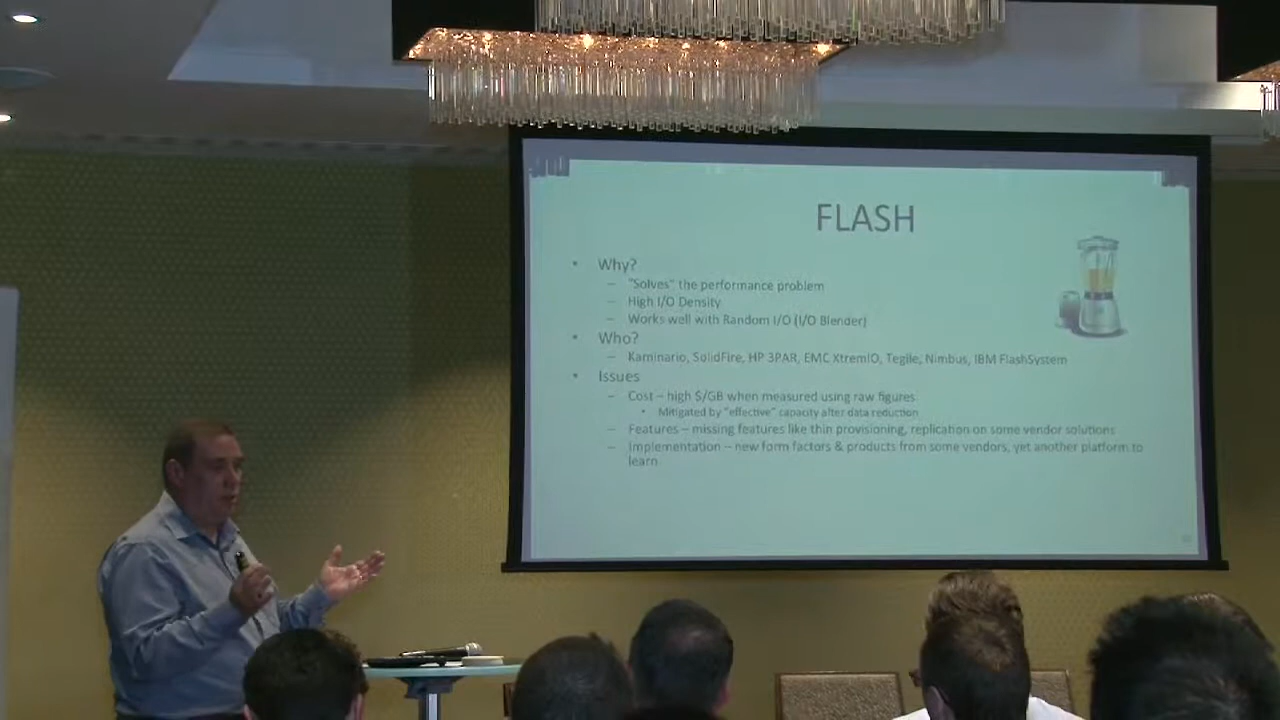 FLASH
• Why?
– "Solves" the performance problem
– High I/O Density
– Works well with Random I/O (I/O Blender)
• Who?
– Kaminario, SolidFire, HP 3PAR, EMC XtremIO, Tegile, Nimbus, IBM FlashSystem
• Issues
– Cost – high $/GB when measured using raw figures
• Mitigated by "effective" capacity after data reduction
– Features – missing features like thin provisioning, replication on some vendor solutions
– Implementation – new form factors & products from some vendors, yet another platform to
learn